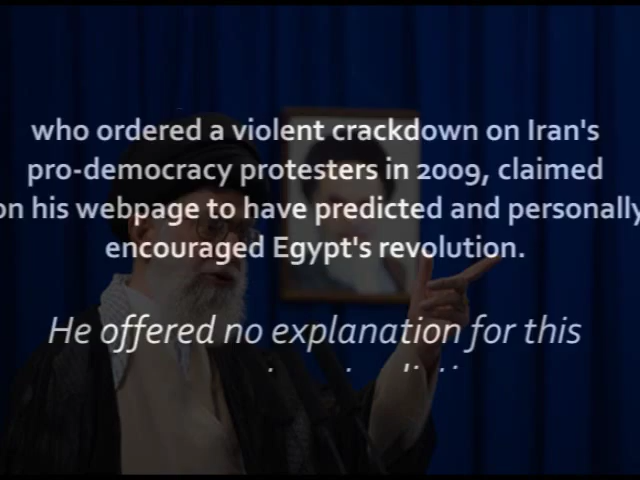 who ordered a violent crackdown on Iran's
pro-democracy protesters in 2009, claimed
on his webpage to have predicted and personally
encouraged Egypt's revolution.
He offered no explanation for this